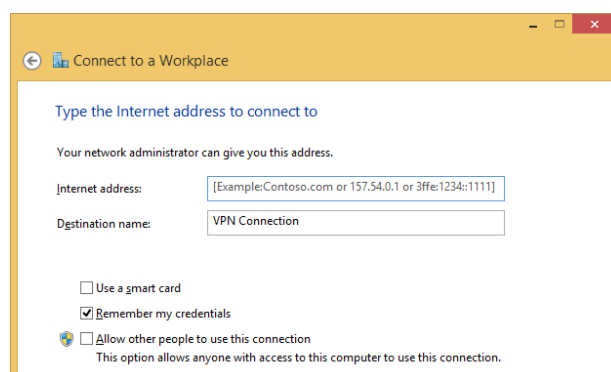 Connect to a Workplace
Type the Internet address to connect to
Your network administrator can give you this address.
Internet address: [Example:Contoso.com or 157.54.0.1 or 3ffe:1234::1111]
Destination name: VPN Connection
Use a smart card
Remember my credentials
Allow other people to use this connection
This option allows anyone with access to this computer to use this connection.